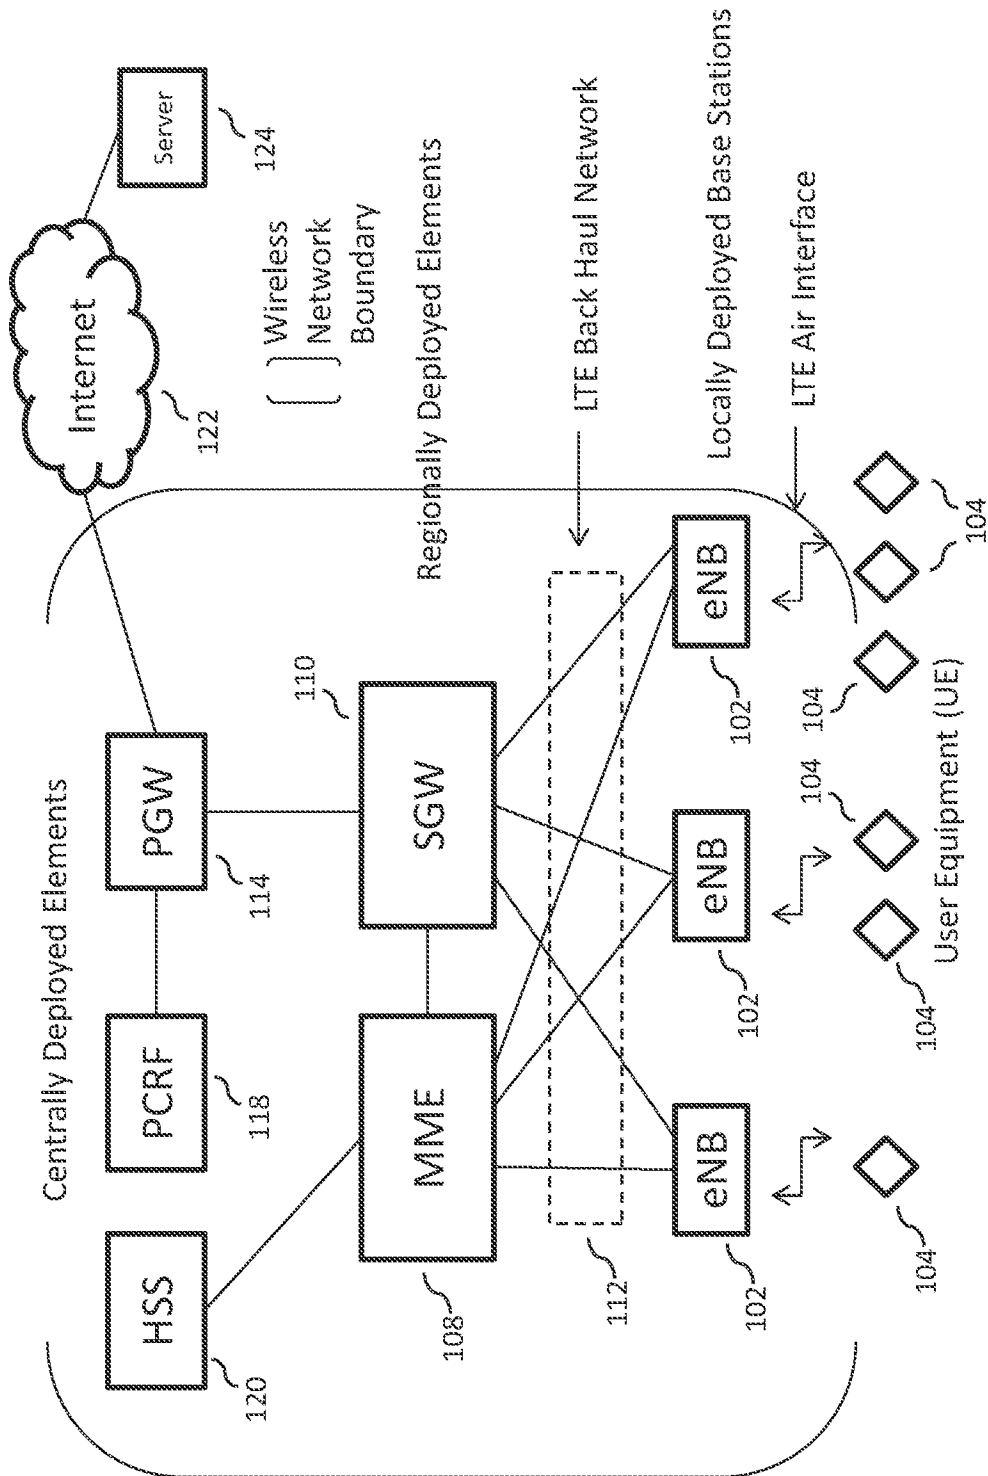 Centrally Deployed Elements
Internet
HSS
PCRF
PGW
Server
120
118
114
122
124
Wireless
Network
Boundary
110
Regionally Deployed Elements
MME
SGW
108
LTE Back Haul Network
112
Locally Deployed Base Stations
eNB
eNB
eNB
102
102
102
LTE Air Interface
104
104
104
104
104
User Equipment (UE)